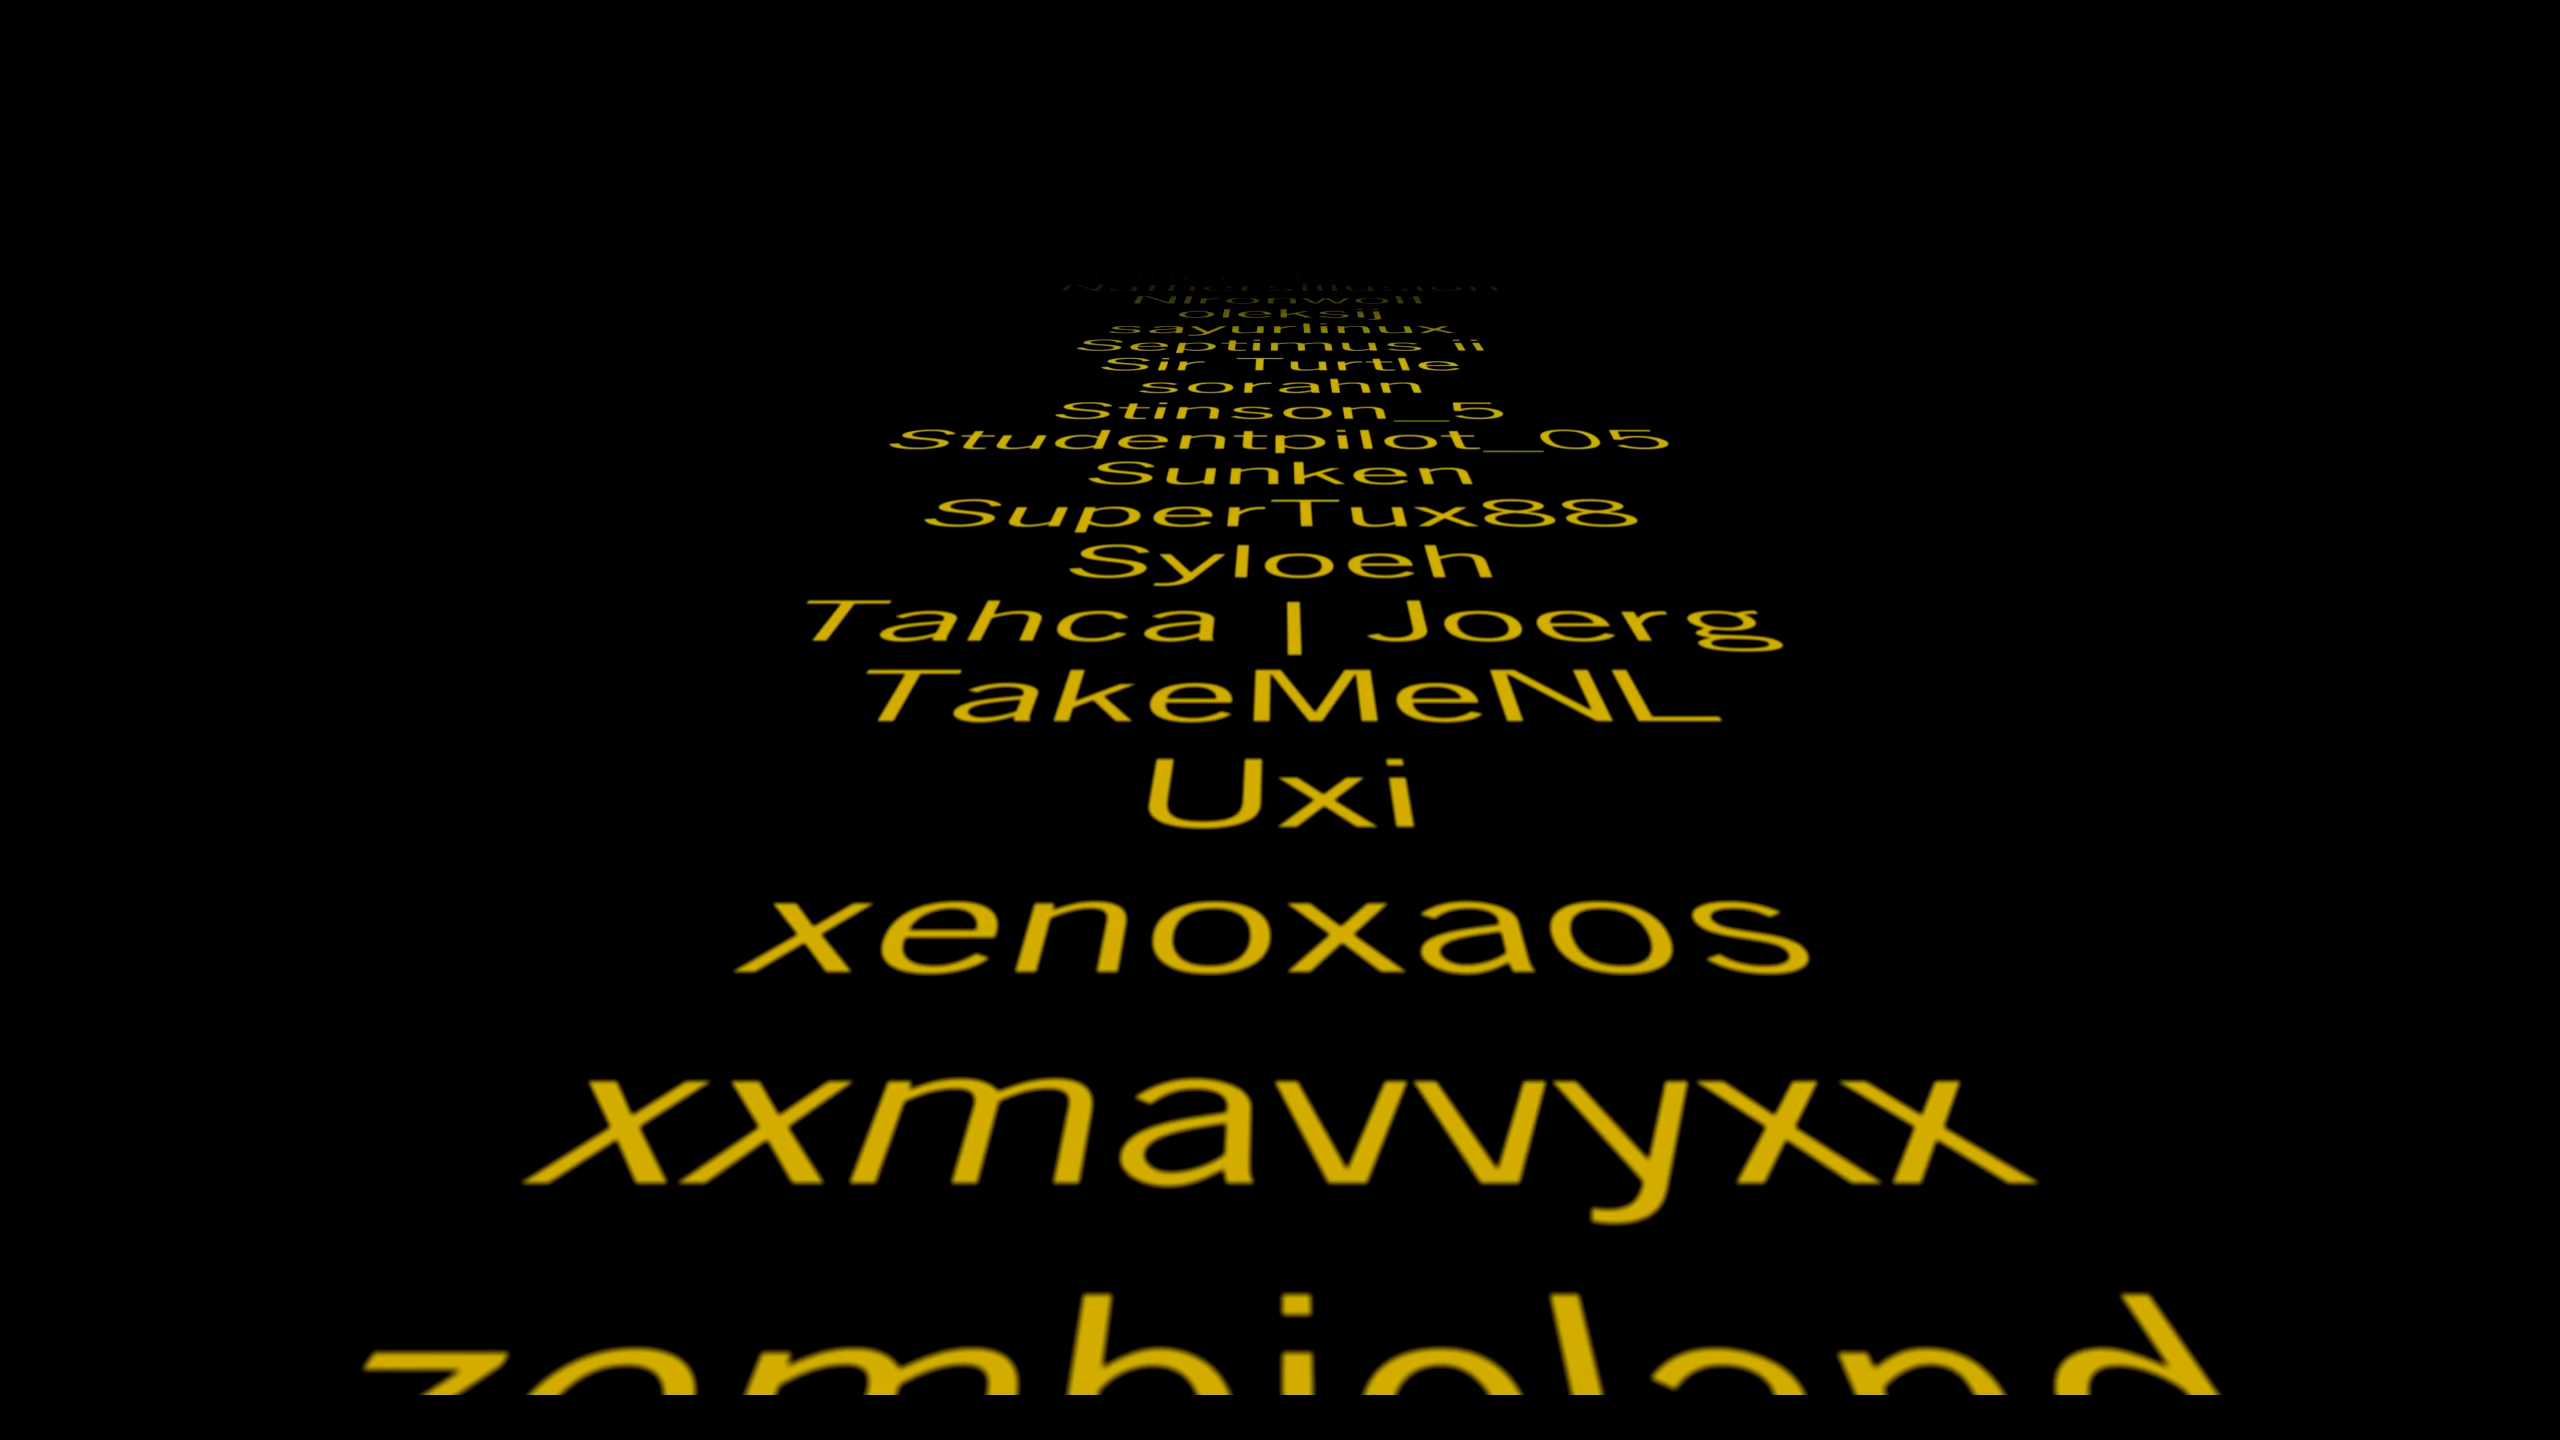 Nironwolf
oleksij
sayurlinux
Septimus ii
Sir Turtle
sorahn
Stinson_5
Studentpilot_05
Sunken
SuperTux88
Syloeh
Tahca | Joerg
TakeMeNL
Uxi
xenoxaos
xxmavvyxx
zombieland